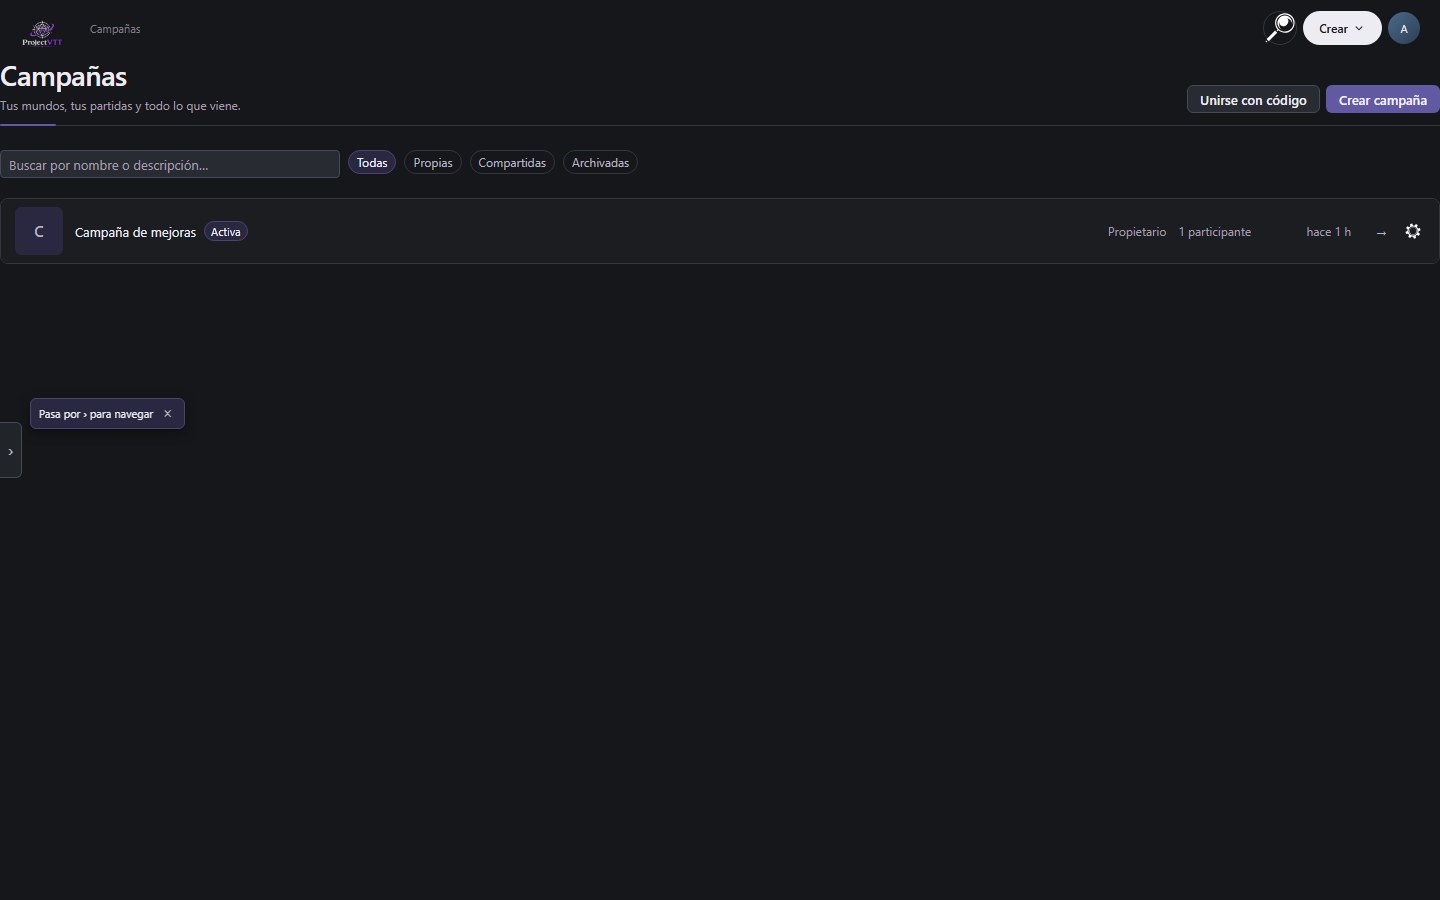 ProjectVTT
Campañas
Crear
A
Campañas
Tus mundos, tus partidas y todo lo que viene.
Unirse con código
Crear campaña
Buscar por nombre o descripción...
Todas
Propias
Compartidas
Archivadas
C
Campaña de mejoras
Activa
Propietario
1 participante
hace 1 h
→
Pasa por › para navegar ×
›